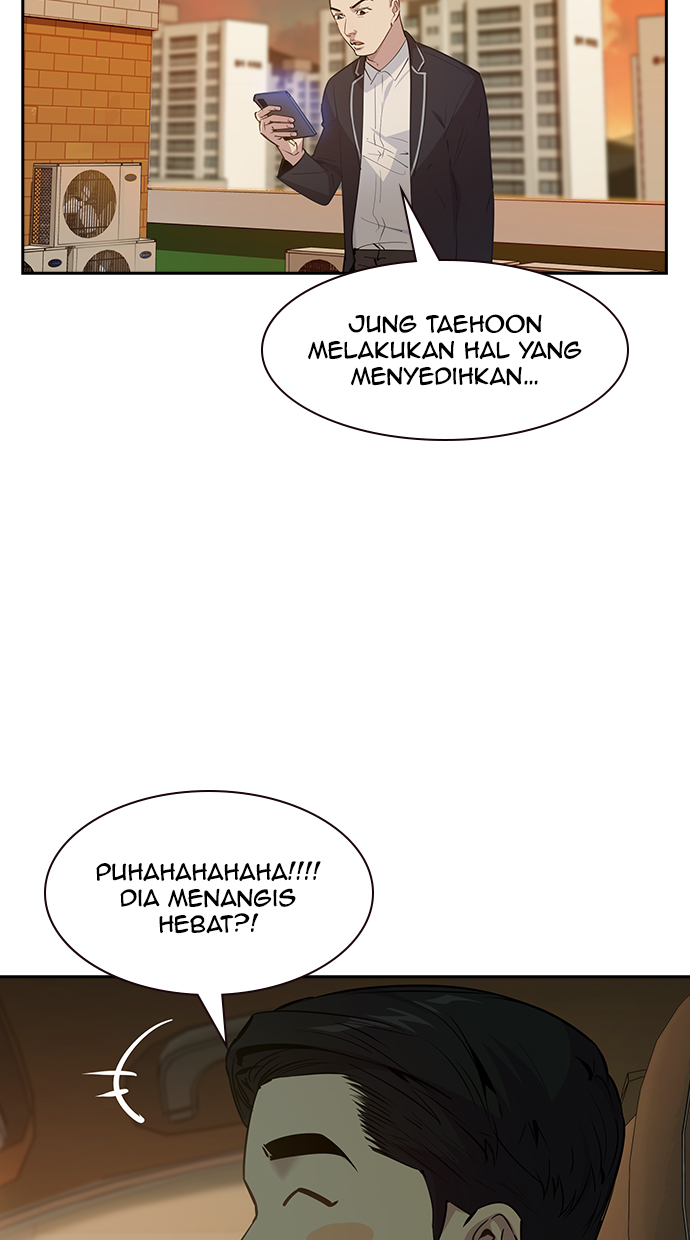 JUNG TAEHOON
MELAKUKAN HAL YANG
MENYEDIHKAN...
PUHAHAHAHAHA!!!!
DIA MENANGIS
HEBAT?!